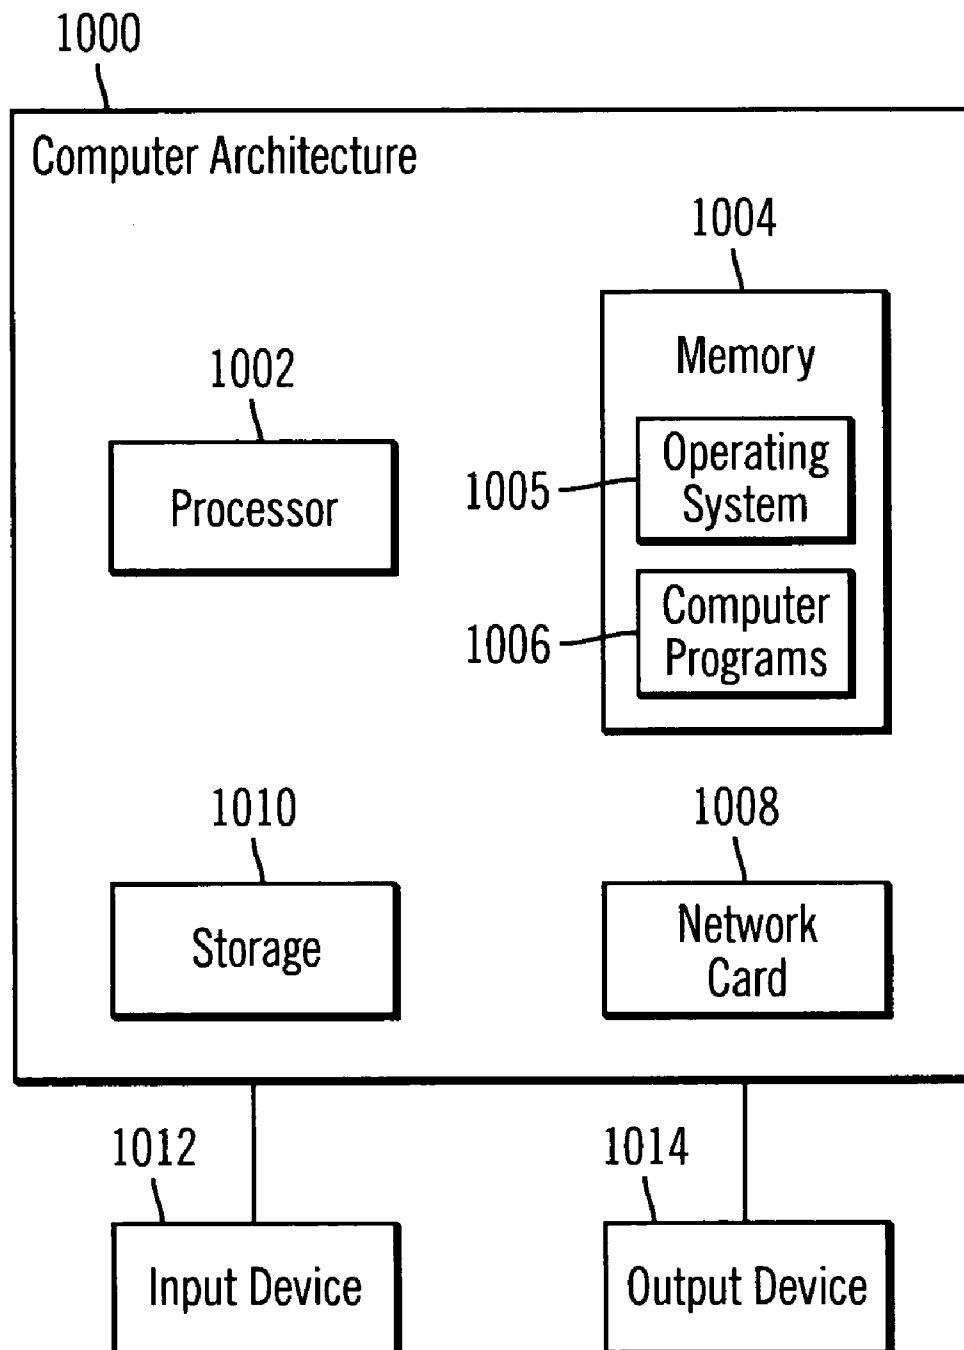 1000
Computer Architecture
1004
Memory
1002
Processor
Operating
System
1005
Computer
Programs
1006
1010
Storage
1008
Network
Card
1012
Input Device
1014
Output Device